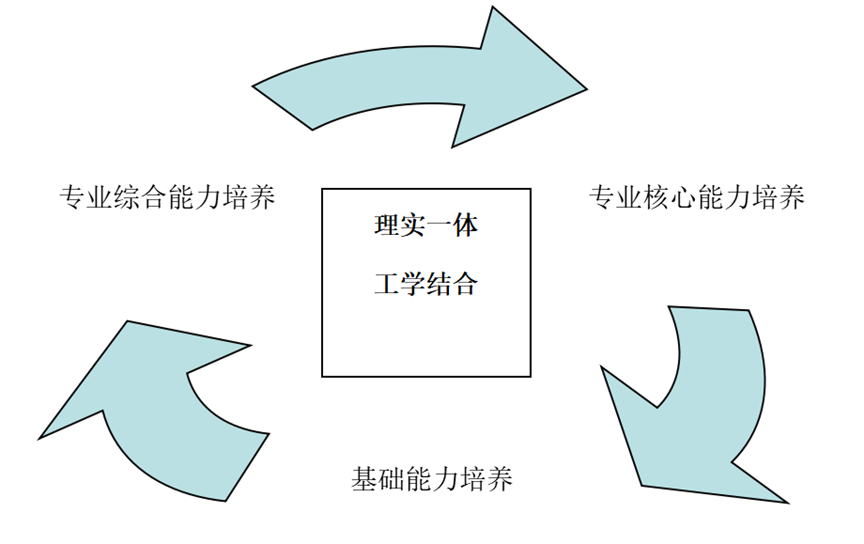 专业综合能力培养
专业核心能力培养
理实一体
工学结合
基础能力培养